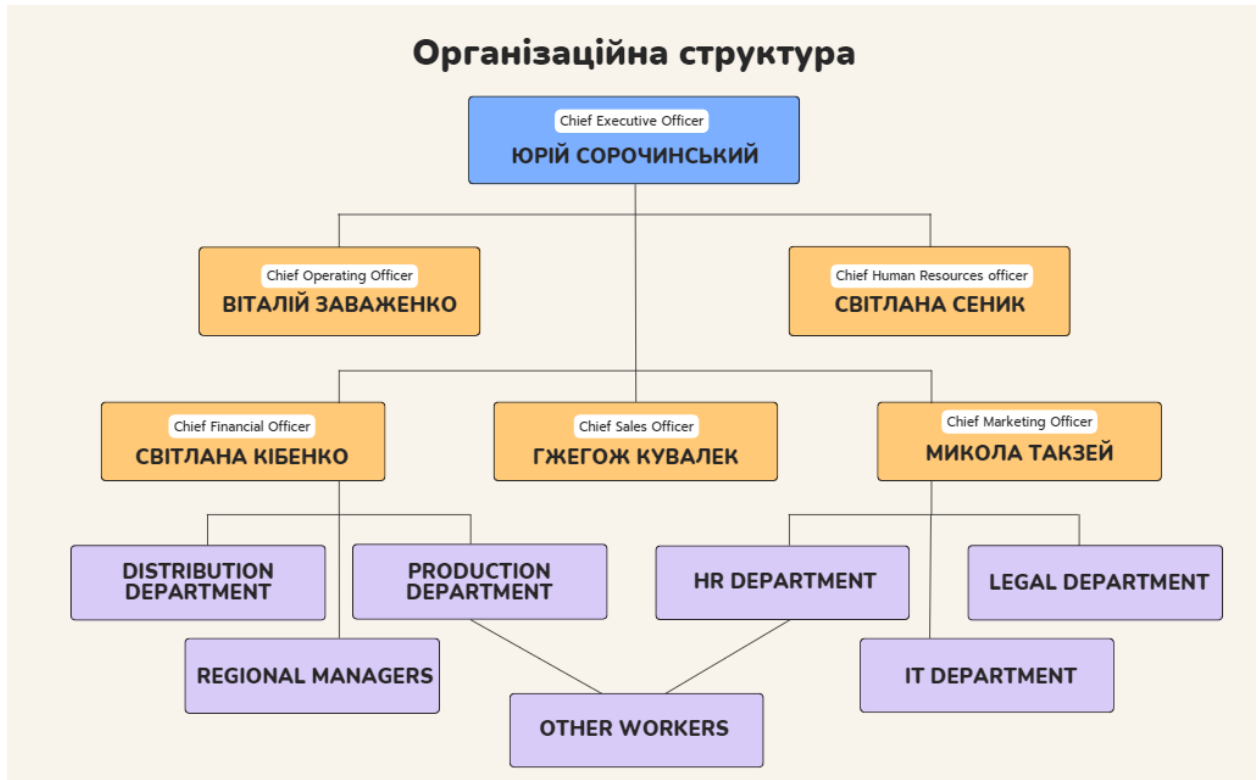 Організаційна структура
Chief Executive Officer
ЮРІЙ СОРОЧИНСЬКИЙ
Chief Operating Officer
ВІТАЛІЙ ЗАВАЖЕНКО
Chief Human Resources officer
СВІТЛАНА СЕНИК
Chief Financial Officer
СВІТЛАНА КІБЕНКО
Chief Sales Officer
ГЖЕГОЖ КУВАЛЕК
Chief Marketing Officer
МИКОЛА ТАКЗЕЙ
DISTRIBUTION
DEPARTMENT
PRODUCTION
DEPARTMENT
HR DEPARTMENT
LEGAL DEPARTMENT
REGIONAL MANAGERS
IT DEPARTMENT
OTHER WORKERS